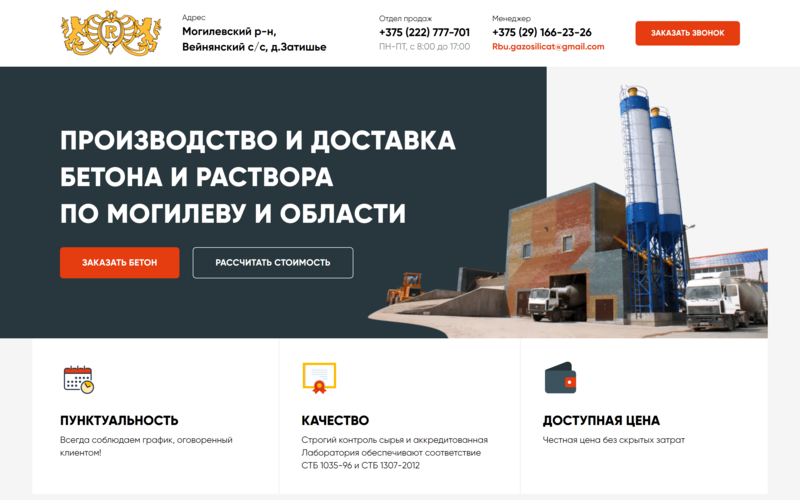 R
Адрес
Могилевский р-н,
Вейнянский с/с, д.Затишье
Отдел продаж
+375 (222) 777-701
ПН-ПТ, с 8:00 до 17:00
Менеджер
+375 (29) 166-23-26
Rbu.gazosilicat@gmail.com
ЗАКАЗАТЬ ЗВОНОК
ПРОИЗВОДСТВО И ДОСТАВКА
БЕТОНА И РАСТВОРА
ПО МОГИЛЕВУ И ОБЛАСТИ
ЗАКАЗАТЬ БЕТОН
РАССЧИТАТЬ СТОИМОСТЬ
ПУНКТУАЛЬНОСТЬ
Всегда соблюдаем график, оговоренный
клиентом!
КАЧЕСТВО
Строгий контроль сырья и аккредитованная
Лаборатория обеспечивают соответствие
СТБ 1035-96 и СТБ 1307-2012
ДОСТУПНАЯ ЦЕНА
Честная цена без скрытых затрат